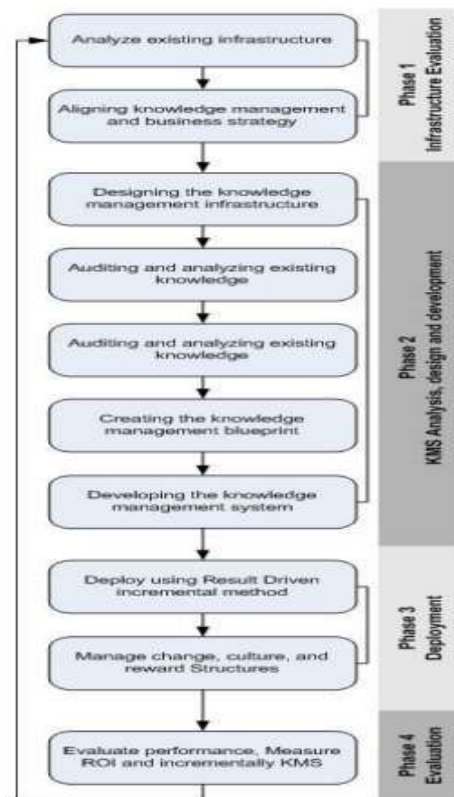 Analyze existing infrastructure
Aligning knowledge management
and business strategy
Phase 1
Infrastructure Evaluation
Designing the knowledge
management infrastructure
Auditing and analyzing existing
knowledge
Auditing and analyzing existing
knowledge
Creating the knowledge
management blueprint
Developing the knowledge
management system
Phase 2
KMS Analysis, design and development
Deploy using Result Driven
incremental method
Manage change, culture, and
reward Structures
Phase 3
Deployment
Evaluate performance, Measure
ROI and incrementally KMS
Phase 4
Evaluation